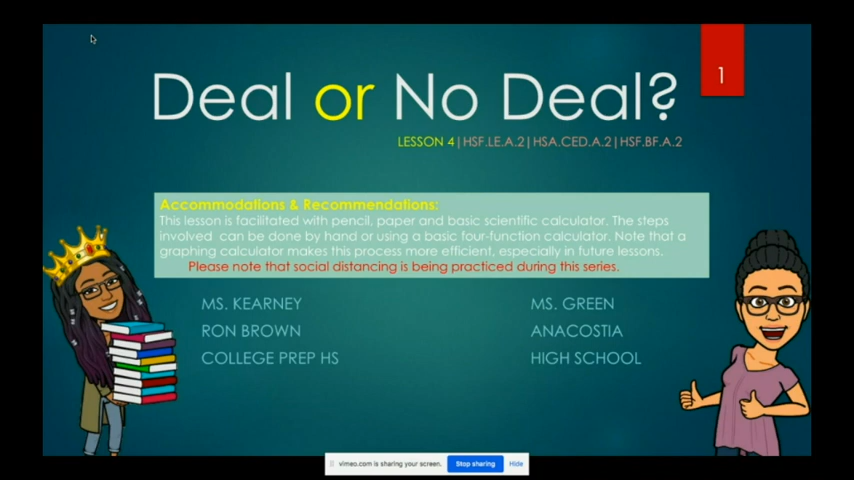 1
Deal or No Deal?
LESSON 4|HSF.LE.A.2|HSA.CED.A.2|HSF.BF.A.2
Accommodations & Recommendations:
This lesson is facilitated with pencil, paper and basic scientific calculator. The steps
involved can be done by hand or using a basic four-function calculator. Note that a
graphing calculator makes this process more efficient, especially in future lessons.
Please note that social distancing is being practiced during this series.
MS. KEARNEY
RON BROWN
COLLEGE PREP HS
MS. GREEN
ANACOSTIA
HIGH SCHOOL
vimeo.com is sharing your screen. Stop sharing Hide